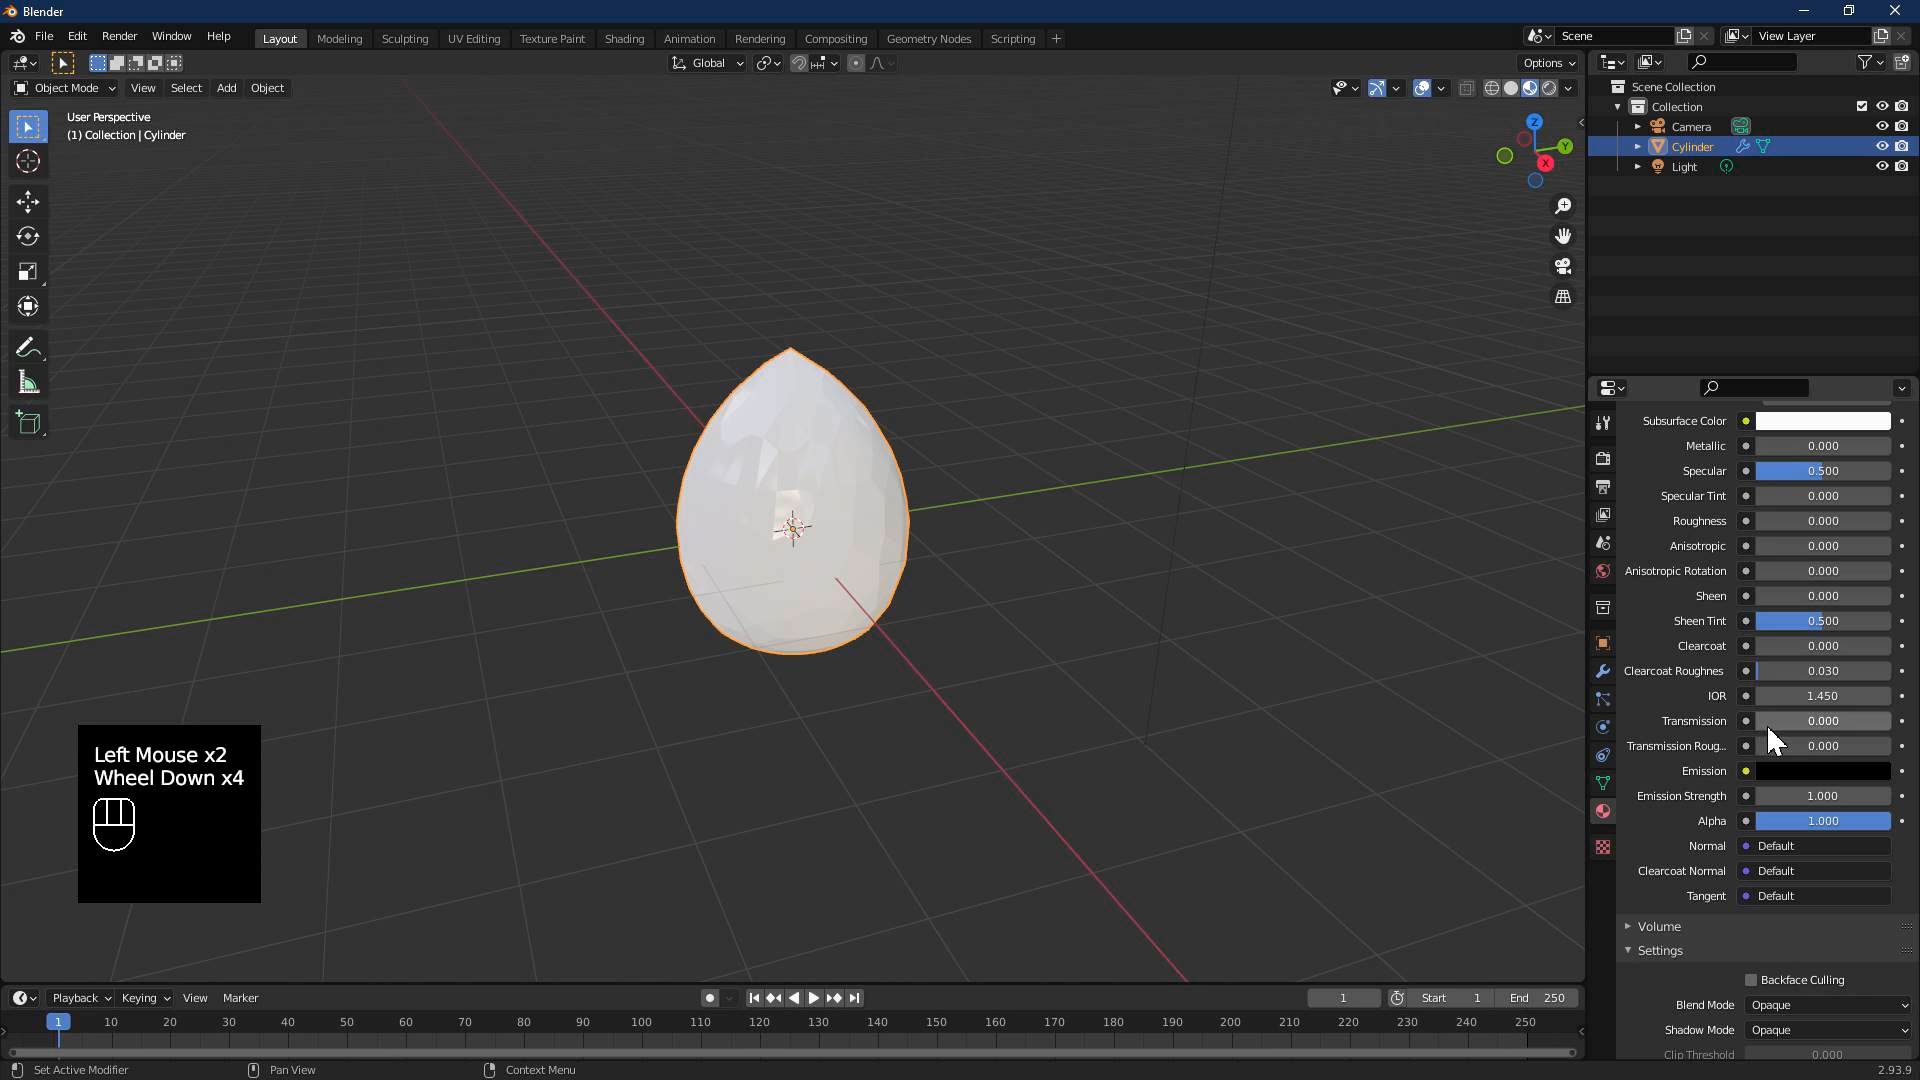 Blender
File Edit Render Window Help
Layout Modeling Sculpting UV Editing Texture Paint Shading Animation Rendering Compositing Geometry Nodes Scripting +
Scene
View Layer
Global
Options
Object Mode View Select Add Object
User Perspective
(1) Collection | Cylinder
Z
Y
X
Scene Collection
Collection
Camera
Cylinder
Light
Subsurface Color
Metallic 0.000
Specular 0.500
Specular Tint 0.000
Roughness 0.000
Anisotropic 0.000
Anisotropic Rotation 0.000
Sheen 0.000
Sheen Tint 0.500
Clearcoat 0.000
Clearcoat Roughnes 0.030
IOR 1.450
Transmission 0.000
Transmission Roug... 0.000
Emission
Emission Strength 1.000
Alpha 1.000
Normal Default
Clearcoat Normal Default
Tangent Default
Volume
Settings
Backface Culling
Blend Mode Opaque
Shadow Mode Opaque
Clip Threshold 0.000
Left Mouse x2
Wheel Down x4
Playback Keying View Marker
1 Start 1 End 250
1 10 20 30 40 50 60 70 80 90 100 110 120 130 140 150 160 170 180 190 200 210 220 230 240 250
Set Active Modifier Pan View Context Menu 2.93.9